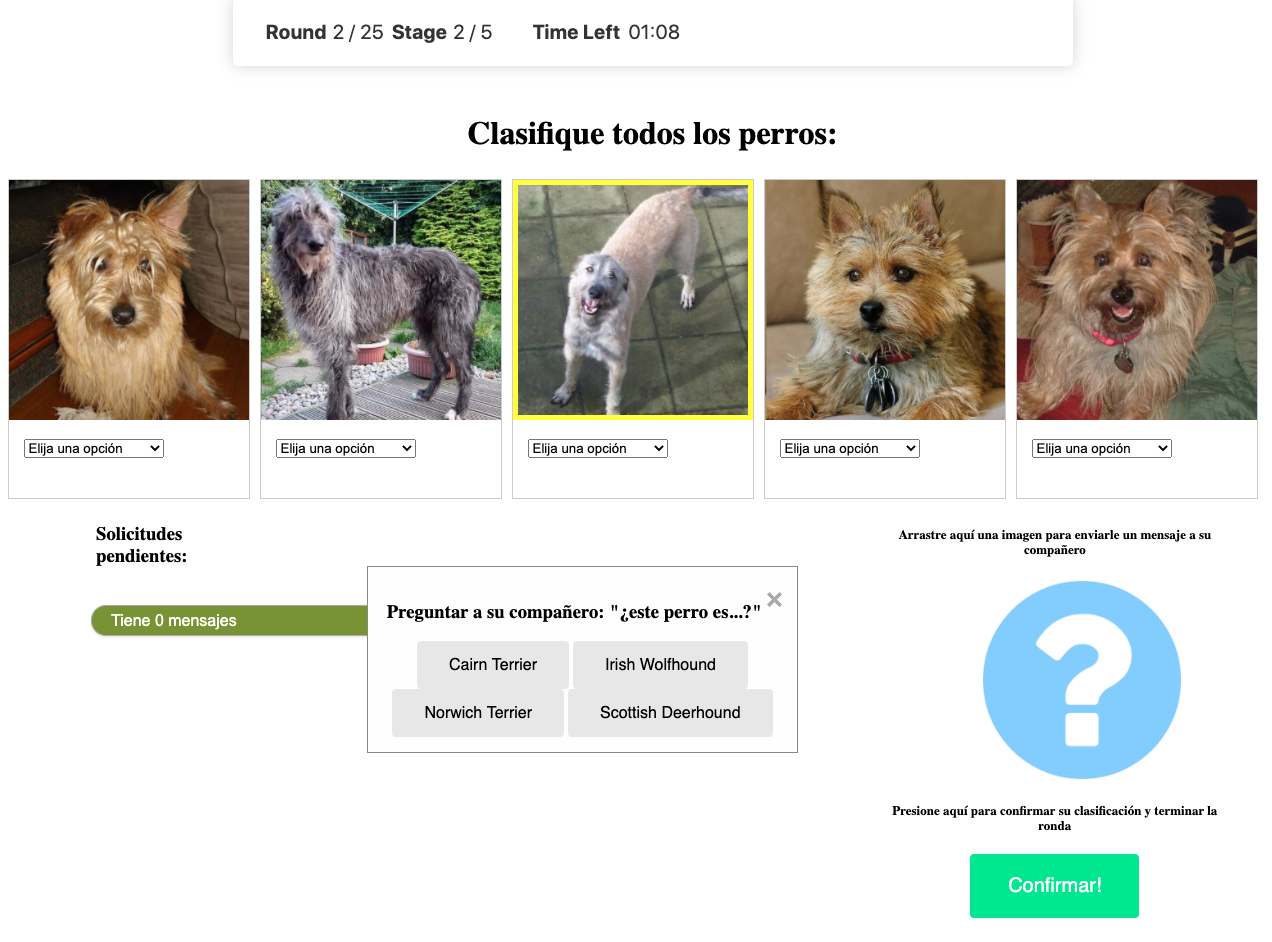 Round 2 / 25 Stage 2 / 5 Time Left 01:08
Clasifique todos los perros:
Elija una opción
Elija una opción
Elija una opción
Elija una opción
Elija una opción
Solicitudes
pendientes:
Tiene 0 mensajes
Preguntar a su compañero: "¿este perro es...?" ×
Cairn Terrier
Irish Wolfhound
Norwich Terrier
Scottish Deerhound
Arrastre aquí una imagen para enviarle un mensaje a su
compañero
?
Presione aquí para confirmar su clasificación y terminar la
ronda
Confirmar!